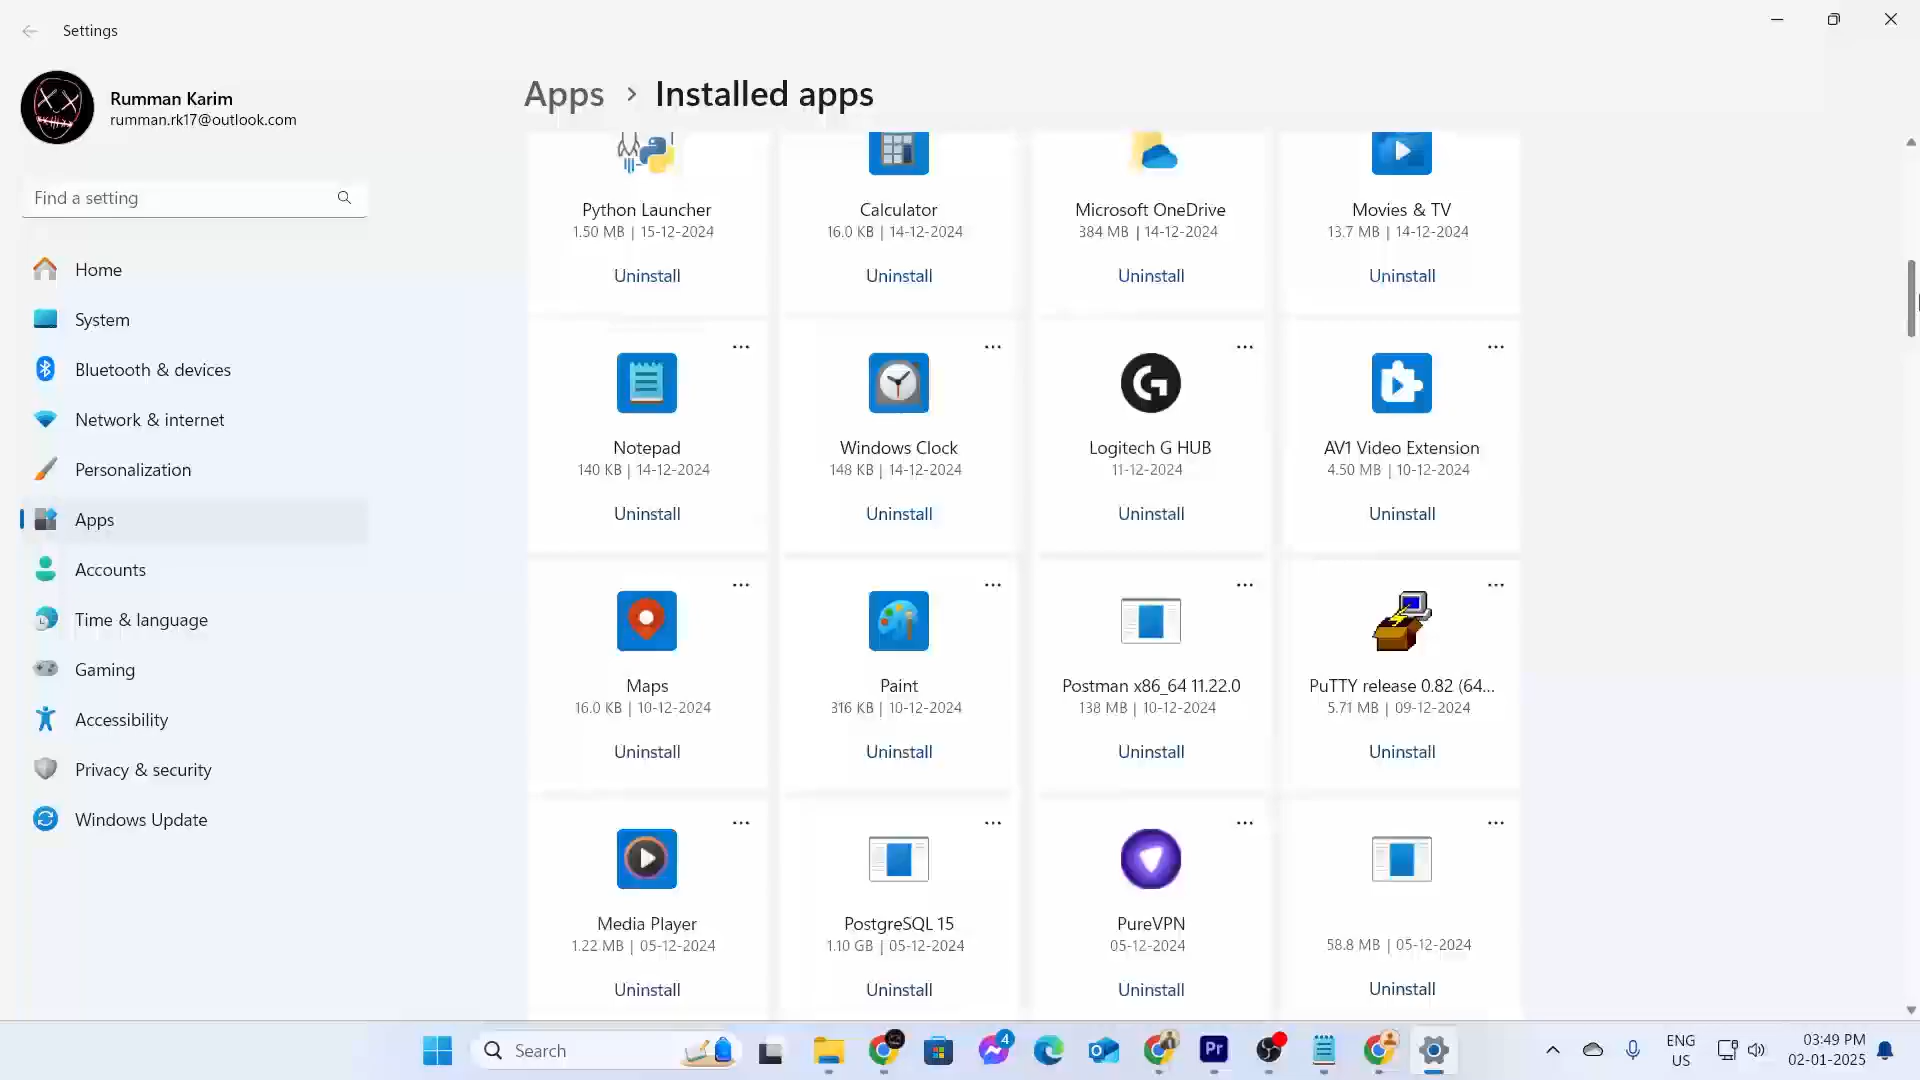 Settings
Rumman Karim
rumman.rk17@outlook.com
Find a setting
Home
System
Bluetooth & devices
Network & internet
Personalization
Apps
Accounts
Time & language
Gaming
Accessibility
Privacy & security
Windows Update
Apps > Installed apps
Python Launcher
1.50 MB | 15-12-2024
Uninstall
Calculator
16.0 KB | 14-12-2024
Uninstall
Microsoft OneDrive
384 MB | 14-12-2024
Uninstall
Movies & TV
13.7 MB | 14-12-2024
Uninstall
Notepad
140 KB | 14-12-2024
Uninstall
Windows Clock
148 KB | 14-12-2024
Uninstall
Logitech G HUB
11-12-2024
Uninstall
AV1 Video Extension
4.50 MB | 10-12-2024
Uninstall
Maps
16.0 KB | 10-12-2024
Uninstall
Paint
316 KB | 10-12-2024
Uninstall
Postman x86_64 11.22.0
138 MB | 10-12-2024
Uninstall
PuTTY release 0.82 (64...
5.71 MB | 09-12-2024
Uninstall
Media Player
1.22 MB | 05-12-2024
Uninstall
PostgreSQL 15
1.10 GB | 05-12-2024
Uninstall
PureVPN
05-12-2024
Uninstall
58.8 MB | 05-12-2024
Uninstall
Search
4
Pr
ENG
US
03:49 PM
02-01-2025